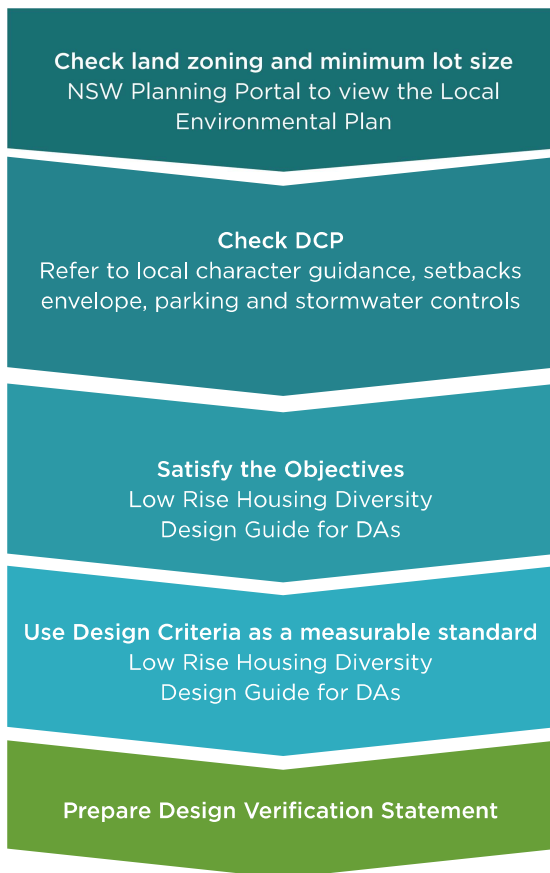 Check land zoning and minimum lot size
NSW Planning Portal to view the Local
Environmental Plan
Check DCP
Refer to local character guidance, setbacks
envelope, parking and stormwater controls
Satisfy the Objectives
Low Rise Housing Diversity
Design Guide for DAs
Use Design Criteria as a measurable standard
Low Rise Housing Diversity
Design Guide for DAs
Prepare Design Verification Statement